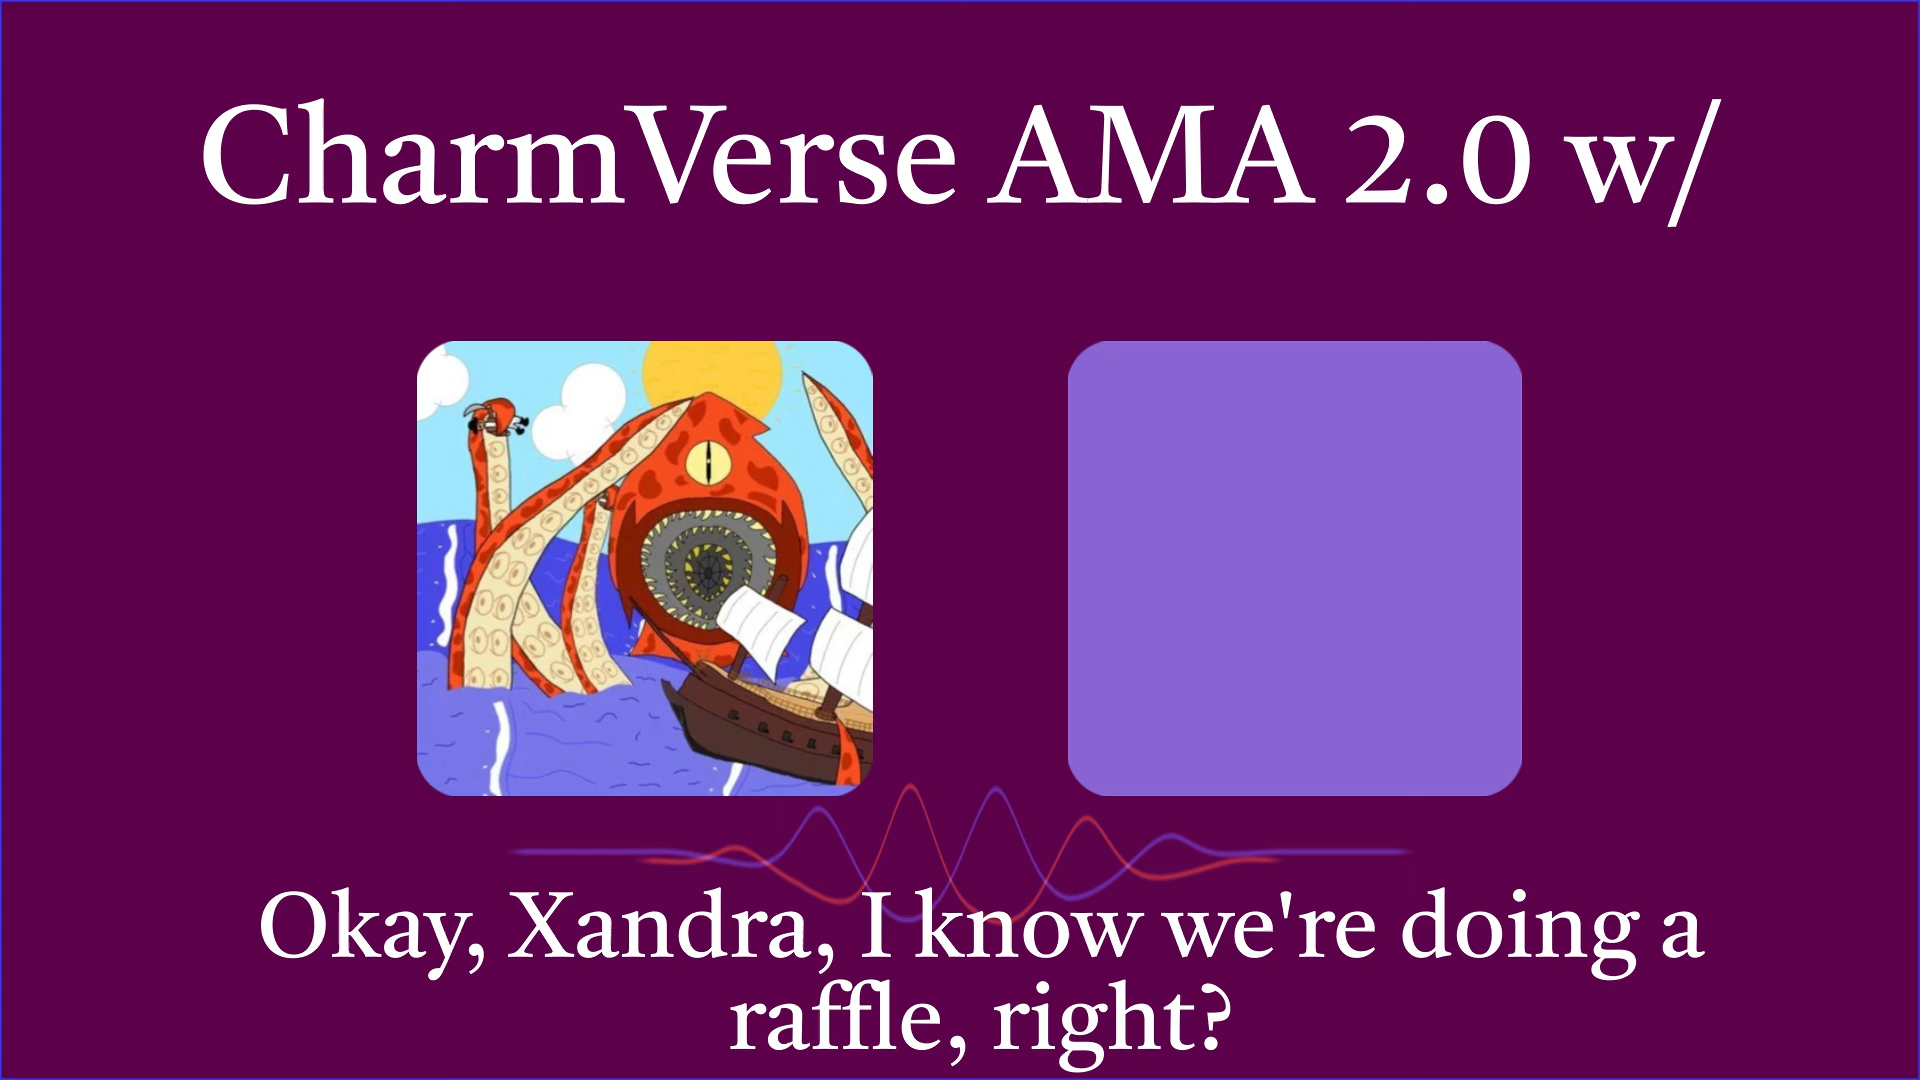 CharmVerse AMA 2.0 w/
Okay, Xandra, I know we're doing a
raffle, right?